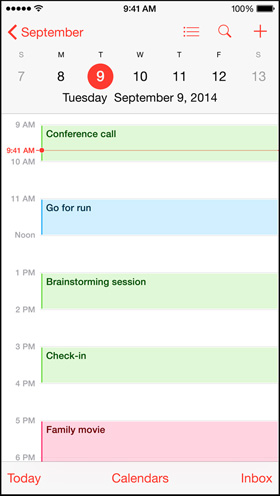 9:41 AM 100%
September
S M T W T F S
7 8 9 10 11 12 13
Tuesday September 9, 2014
9 AM
Conference call
9:41 AM
10 AM
11 AM
Go for run
Noon
1 PM
Brainstorming session
2 PM
3 PM
Check-in
4 PM
5 PM
Family movie
6 PM
Today Calendars Inbox